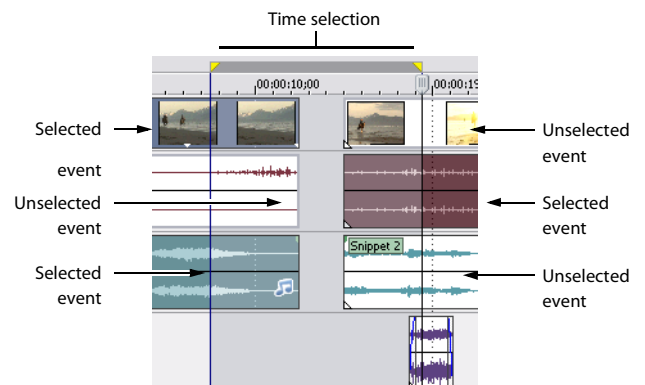 Time selection
00:00:10;00
00:00:19
Selected
event
Unselected
event
Unselected
event
Selected
event
Snippet 2
Selected
event
Unselected
event